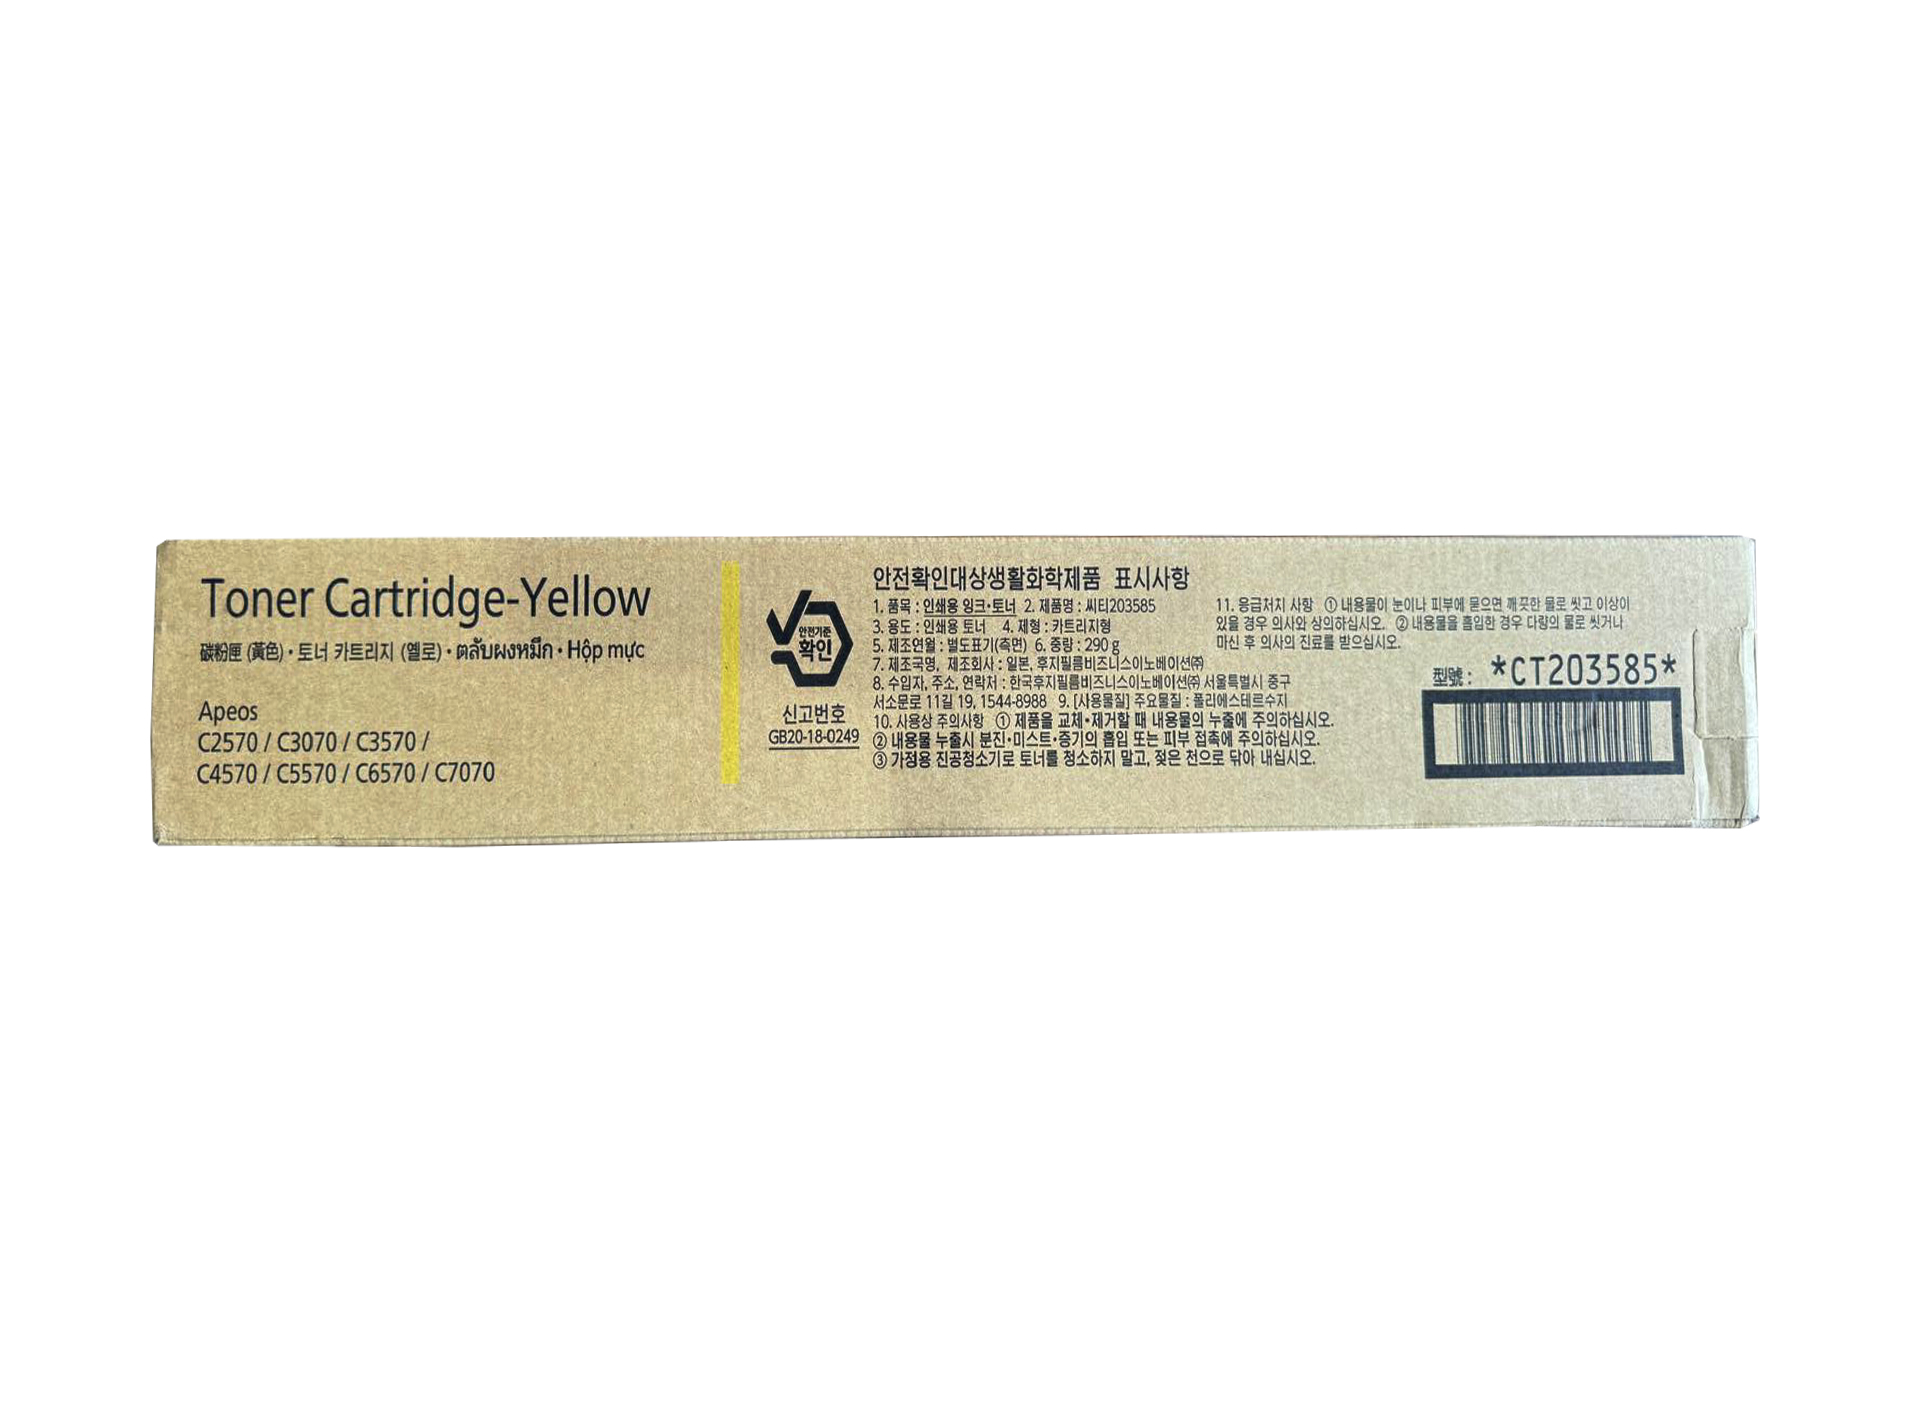 Toner Cartridge-Yellow
碳粉匣 (黃色)・토너 카트리지 (옐로)・ตลับผงหมึก・Hộp mực
Apeos
C2570 / C3070 / C3570 /
C4570 / C5570 / C6570 / C7070
안전기준
확인
신고번호
GB20-18-0249
안전확인대상생활화학제품 표시사항
1. 품목 : 인쇄용 잉크・토너 2. 제품명 : 씨티203585
3. 용도 : 인쇄용 토너 4. 제형 : 카트리지형
5. 제조연월 : 별도표기(측면) 6. 중량 : 290 g
7. 제조국명, 제조회사 : 일본, 후지필름비즈니스이노베이션㈜
8. 수입자, 주소, 연락처 : 한국후지필름비즈니스이노베이션㈜ 서울특별시 중구
서소문로 11길 19, 1544-8988 9. [사용물질] 주요물질 : 폴리에스테르수지
10. 사용상 주의사항 ① 제품을 교체・제거할 때 내용물의 누출에 주의하십시오.
② 내용물 누출시 분진・미스트・증기의 흡입 또는 피부 접촉에 주의하십시오.
③ 가정용 진공청소기로 토너를 청소하지 말고, 젖은 천으로 닦아 내십시오.
11. 응급처치 사항 ① 내용물이 눈이나 피부에 묻으면 깨끗한 물로 씻고 이상이
있을 경우 의사와 상의하십시오. ② 내용물을 흡입한 경우 다량의 물로 씻거나
마신 후 의사의 진료를 받으십시오.
型號 : *CT203585*